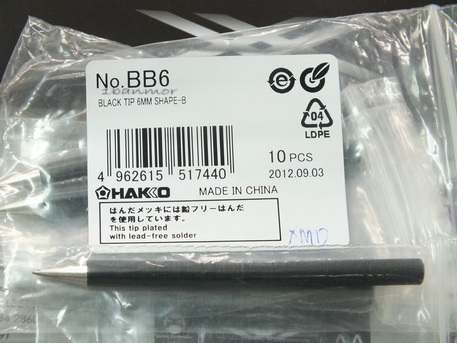 No.BB6
1banmor
BLACK TIP 6MM SHAPE-B
e
04
LDPE
4 962615 517440
10 PCS
2012.09.03
HAKKO
MADE IN CHINA
はんだメッキには鉛フリーはんだ
を使用しています。
This tip plated
with lead-free solder